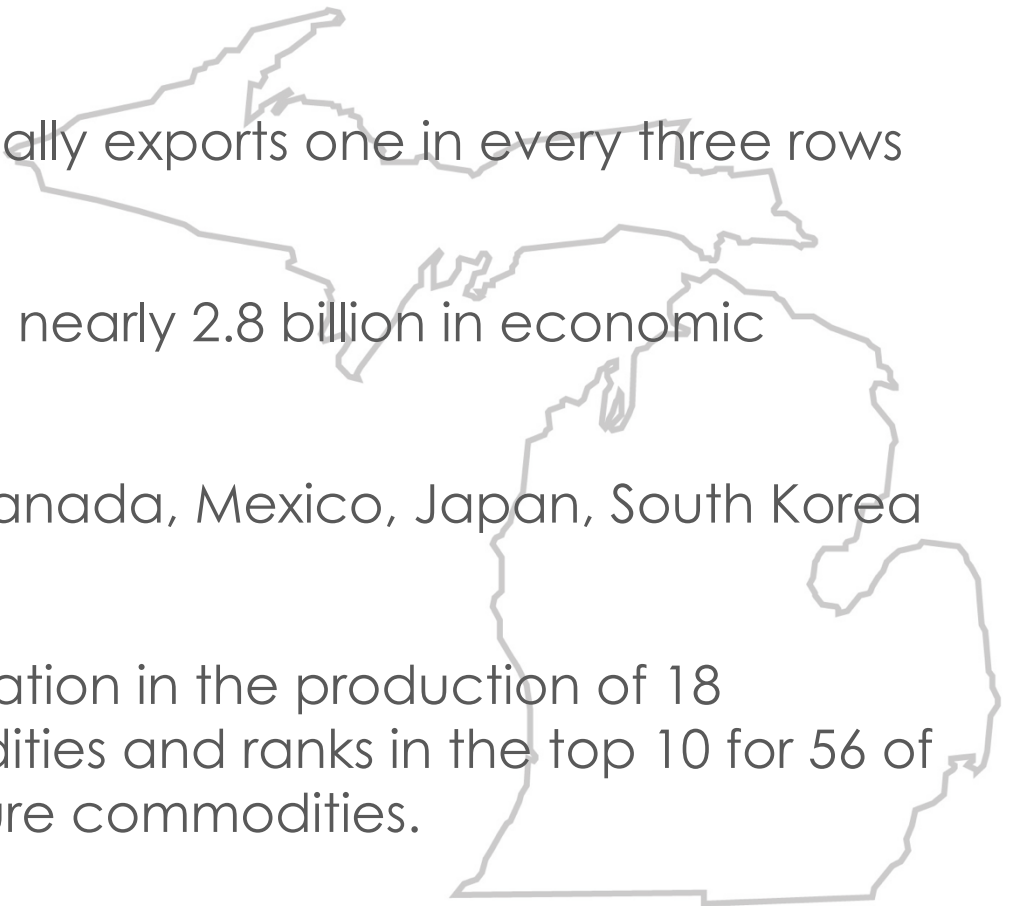 ally exports one in every three rows
nearly 2.8 billion in economic
anada, Mexico, Japan, South Korea
ation in the production of 18
dities and ranks in the top 10 for 56 of
ure commodities.